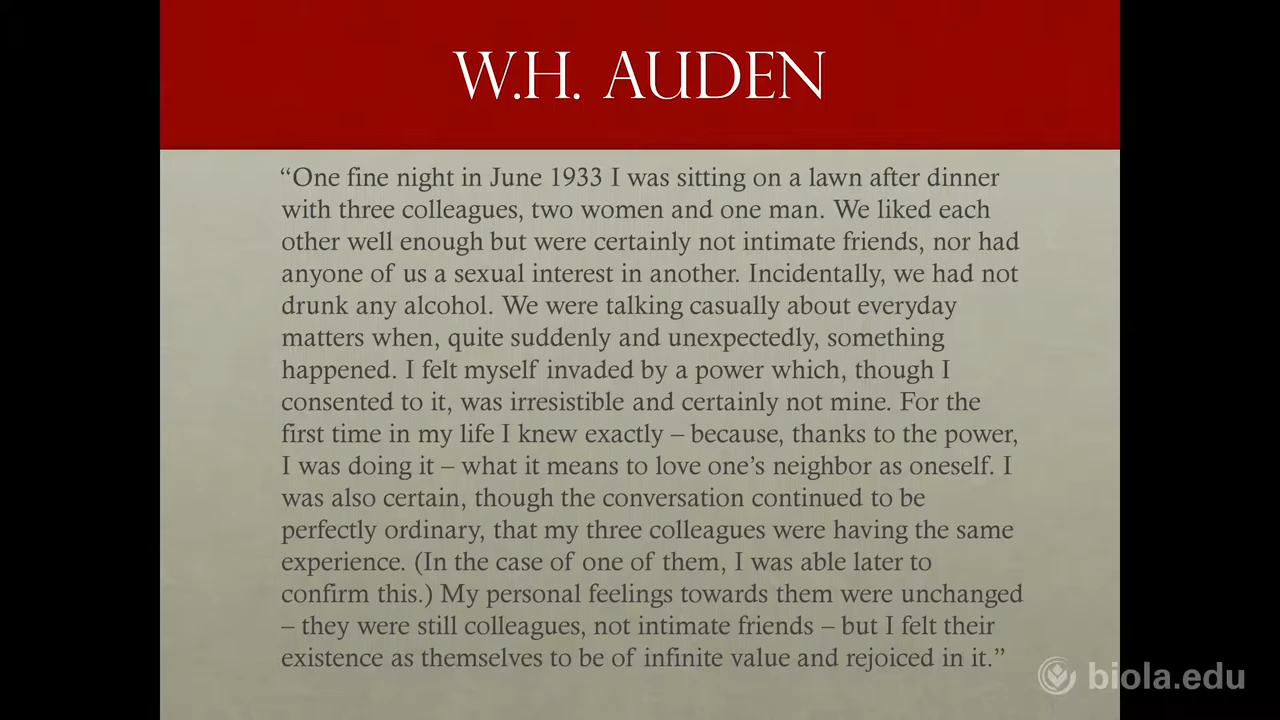 W.H. AUDEN
“One fine night in June 1933 I was sitting on a lawn after dinner
with three colleagues, two women and one man. We liked each
other well enough but were certainly not intimate friends, nor had
anyone of us a sexual interest in another. Incidentally, we had not
drunk any alcohol. We were talking casually about everyday
matters when, quite suddenly and unexpectedly, something
happened. I felt myself invaded by a power which, though I
consented to it, was irresistible and certainly not mine. For the
first time in my life I knew exactly – because, thanks to the power,
I was doing it – what it means to love one’s neighbor as oneself. I
was also certain, though the conversation continued to be
perfectly ordinary, that my three colleagues were having the same
experience. (In the case of one of them, I was able later to
confirm this.) My personal feelings towards them were unchanged
– they were still colleagues, not intimate friends – but I felt their
existence as themselves to be of infinite value and rejoiced in it.”
biola.edu